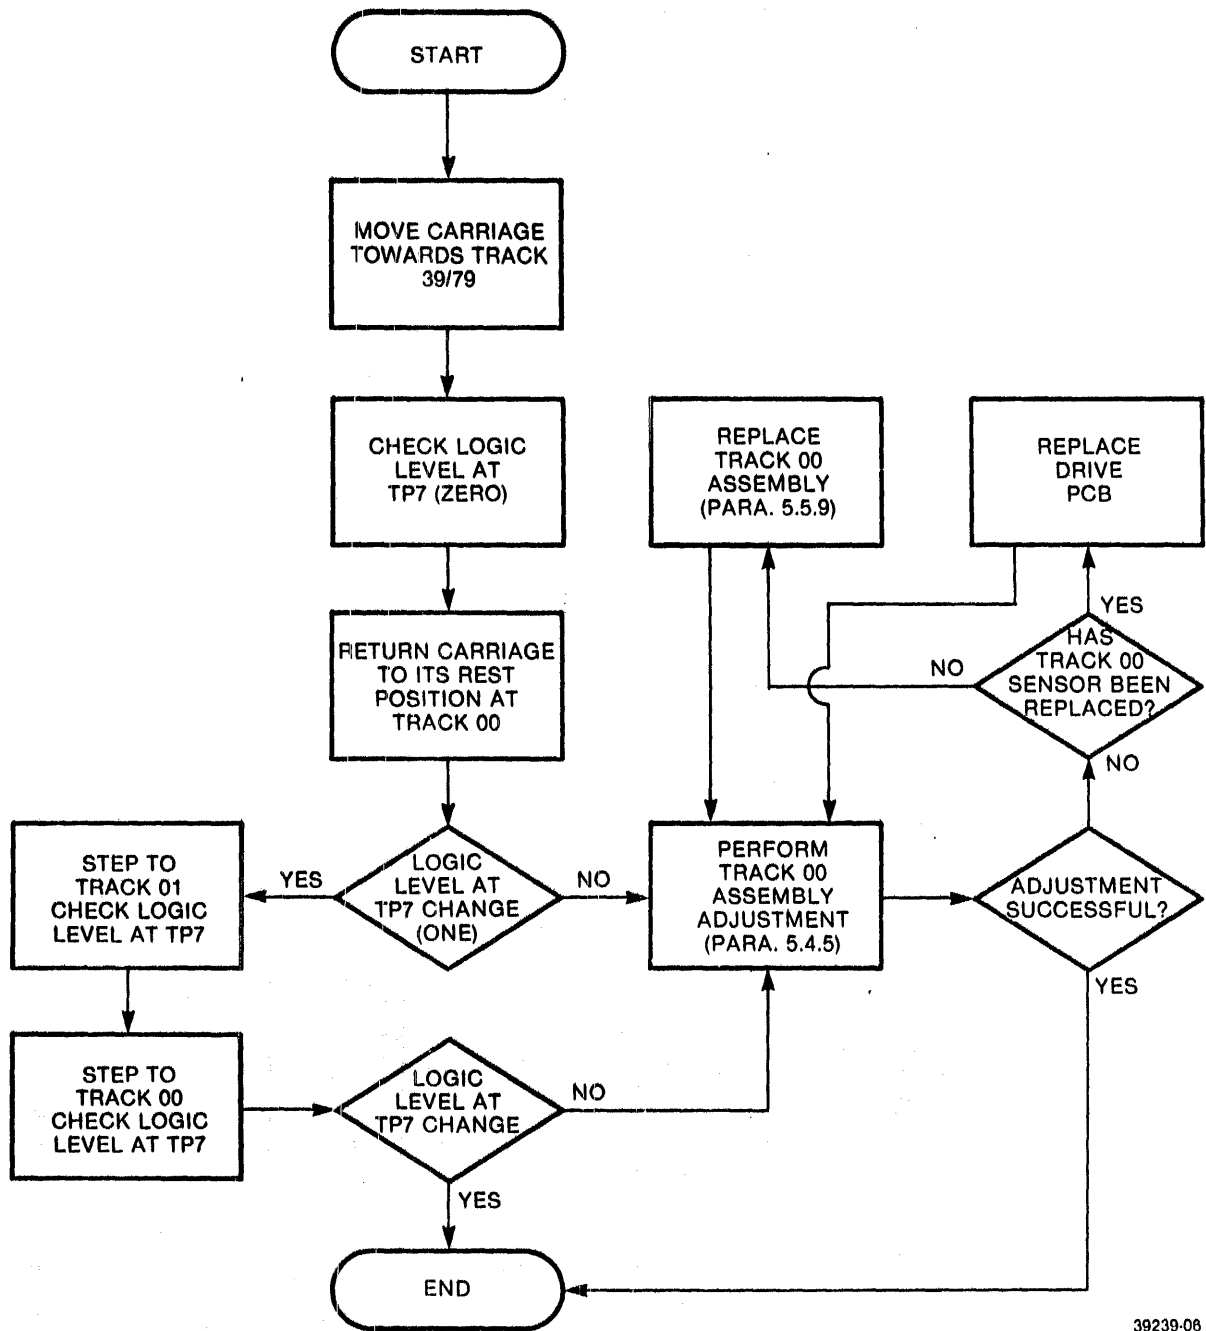 START
MOVE CARRIAGE
TOWARDS TRACK
39/79
CHECK LOGIC
LEVEL AT
TP7 (ZERO)
REPLACE
TRACK 00
ASSEMBLY
(PARA. 5.5.9)
REPLACE
DRIVE
PCB
YES
RETURN CARRIAGE
TO ITS REST
POSITION AT
TRACK 00
NO
HAS
TRACK 00
SENSOR BEEN
REPLACED?
NO
STEP TO
TRACK 01
CHECK LOGIC
LEVEL AT TP7
YES
LOGIC
LEVEL AT
TP7 CHANGE
(ONE)
NO
PERFORM
TRACK 00
ASSEMBLY
ADJUSTMENT
(PARA. 5.4.5)
ADJUSTMENT
SUCCESSFUL?
YES
STEP TO
TRACK 00
CHECK LOGIC
LEVEL AT TP7
LOGIC
LEVEL AT
TP7 CHANGE
NO
YES
END
39239-06